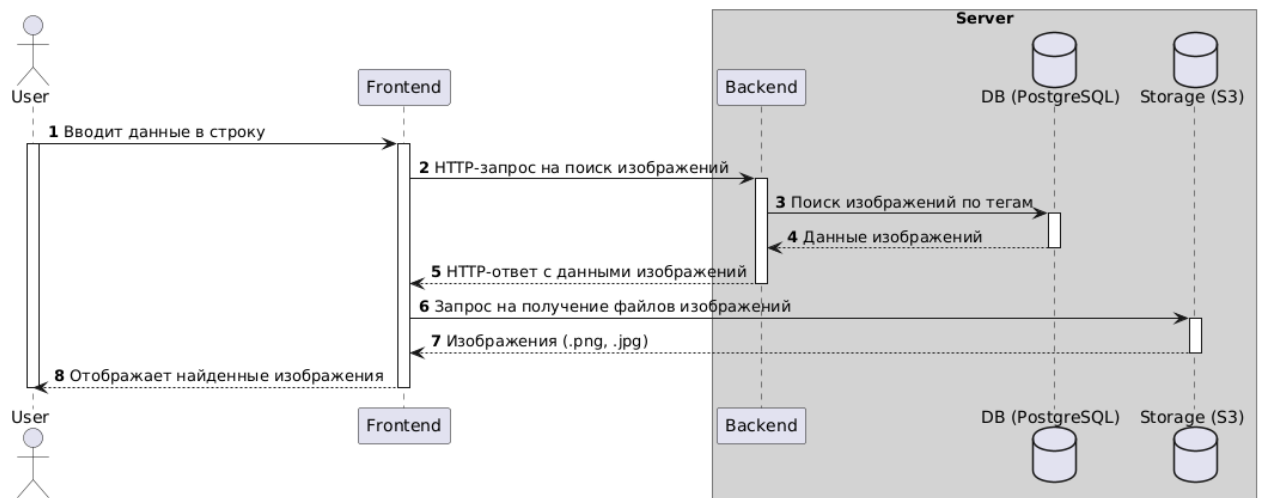 Server
User
Frontend
Backend
DB (PostgreSQL)
Storage (S3)
1 Вводит данные в строку
2 HTTP-запрос на поиск изображений
3 Поиск изображений по тегам
4 Данные изображений
5 HTTP-ответ с данными изображений
6 Запрос на получение файлов изображений
7 Изображения (.png, .jpg)
8 Отображает найденные изображения
User
Frontend
Backend
DB (PostgreSQL)
Storage (S3)